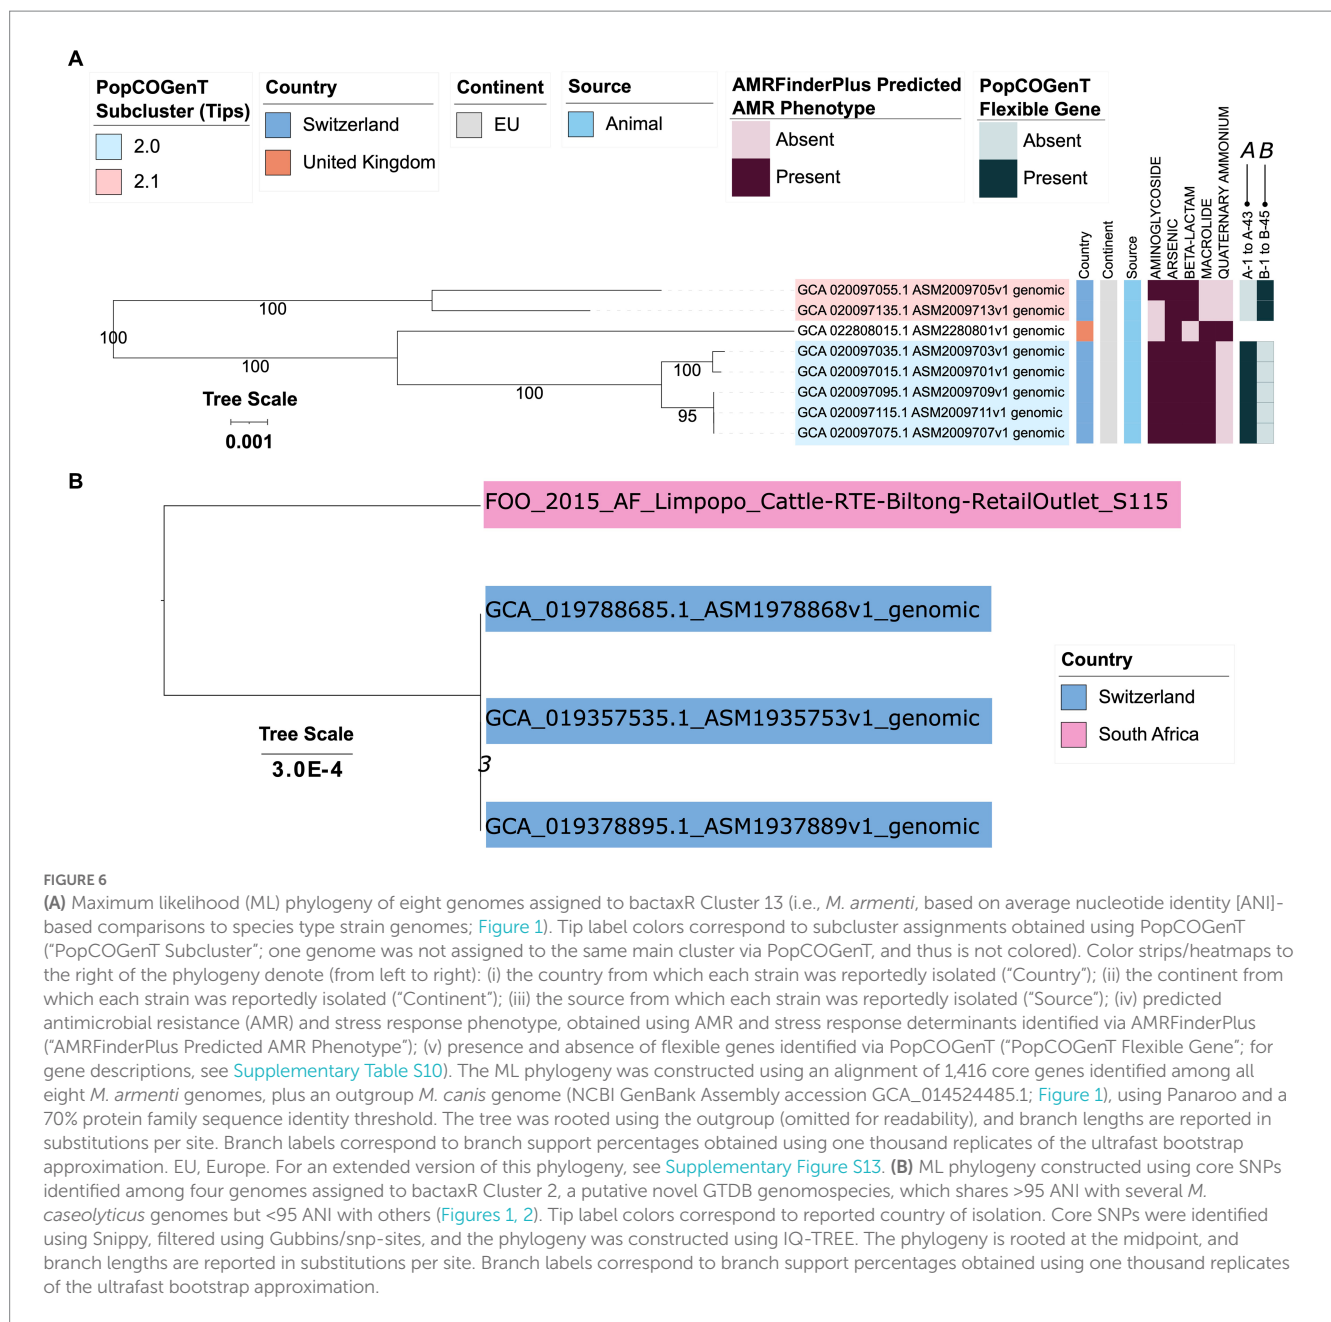 A
PopCOGenT
Subcluster (Tips)
2.0
2.1
Country
Switzerland
United Kingdom
Continent
EU
Source
Animal
AMRFinderPlus Predicted
AMR Phenotype
Absent
Present
PopCOGenT
Flexible Gene
Absent
Present
A B
Country
Continent
Source
AMINOGLYCOSIDE
ARSENIC
BETA-LACTAM
MACROLIDE
QUATERNARY AMMONIUM
A-1 to A-43
B-1 to B-45
GCA 020097055.1 ASM2009705v1 genomic
GCA 020097135.1 ASM2009713v1 genomic
GCA 022808015.1 ASM2280801v1 genomic
GCA 020097035.1 ASM2009703v1 genomic
GCA 020097015.1 ASM2009701v1 genomic
GCA 020097095.1 ASM2009709v1 genomic
GCA 020097115.1 ASM2009711v1 genomic
GCA 020097075.1 ASM2009707v1 genomic
100
100
100
100
100
95
Tree Scale
0.001
B
FOO_2015_AF_Limpopo_Cattle-RTE-Biltong-RetailOutlet_S115
GCA_019788685.1_ASM1978868v1_genomic
GCA_019357535.1_ASM1935753v1_genomic
3
GCA_019378895.1_ASM1937889v1_genomic
Tree Scale
3.0E-4
Country
Switzerland
South Africa
FIGURE 6
(A) Maximum likelihood (ML) phylogeny of eight genomes assigned to bactaxR Cluster 13 (i.e., M. armenti, based on average nucleotide identity [ANI]-
based comparisons to species type strain genomes; Figure 1). Tip label colors correspond to subcluster assignments obtained using PopCOGenT
("PopCOGenT Subcluster"; one genome was not assigned to the same main cluster via PopCOGenT, and thus is not colored). Color strips/heatmaps to
the right of the phylogeny denote (from left to right): (i) the country from which each strain was reportedly isolated ("Country"); (ii) the continent from
which each strain was reportedly isolated ("Continent"); (iii) the source from which each strain was reportedly isolated ("Source"); (iv) predicted
antimicrobial resistance (AMR) and stress response phenotype, obtained using AMR and stress response determinants identified via AMRFinderPlus
("AMRFinderPlus Predicted AMR Phenotype"); (v) presence and absence of flexible genes identified via PopCOGenT ("PopCOGenT Flexible Gene"; for
gene descriptions, see Supplementary Table S10). The ML phylogeny was constructed using an alignment of 1,416 core genes identified among all
eight M. armenti genomes, plus an outgroup M. canis genome (NCBI GenBank Assembly accession GCA_014524485.1; Figure 1), using Panaroo and a
70% protein family sequence identity threshold. The tree was rooted using the outgroup (omitted for readability), and branch lengths are reported in
substitutions per site. Branch labels correspond to branch support percentages obtained using one thousand replicates of the ultrafast bootstrap
approximation. EU, Europe. For an extended version of this phylogeny, see Supplementary Figure S13. (B) ML phylogeny constructed using core SNPs
identified among four genomes assigned to bactaxR Cluster 2, a putative novel GTDB genomospecies, which shares >95 ANI with several M.
caseolyticus genomes but <95 ANI with others (Figures 1, 2). Tip label colors correspond to reported country of isolation. Core SNPs were identified
using Snippy, filtered using Gubbins/snp-sites, and the phylogeny was constructed using IQ-TREE. The phylogeny is rooted at the midpoint, and
branch lengths are reported in substitutions per site. Branch labels correspond to branch support percentages obtained using one thousand replicates
of the ultrafast bootstrap approximation.